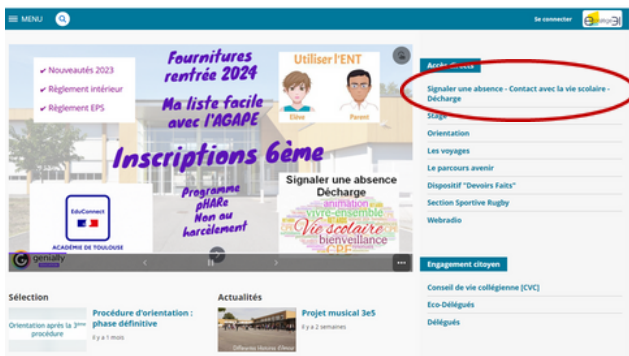 MENU
Se connecter
Nouveautés 2023
Règlement intérieur
Règlement EPS
Fournitures
rentrée 2024
Ma liste facile
avec l'AGAPE
Utiliser l'ENT
Elève
Parent
Inscriptions 6ème
Programme
pHARe
Non au
harcèlement
Signaler une absence
Décharge
animation
vivre-ensemble
Vie scolaire
bienveillance
CPE
EduConnect
ACADÉMIE DE TOULOUSE
genially
Accès directs
Signaler une absence - Contact avec la vie scolaire -
Décharge
Stage
Orientation
Les voyages
Le parcours avenir
Dispositif "Devoirs Faits"
Section Sportive Rugby
Webradio
Engagement citoyen
Conseil de vie collégienne [CVC]
Eco-Délégués
Délégués
Sélection
Orientation après la 3ème
procédure
Procédure d'orientation :
phase définitive
il y a 1 mois
Actualités
Projet musical 3e5
il y a 2 semaines